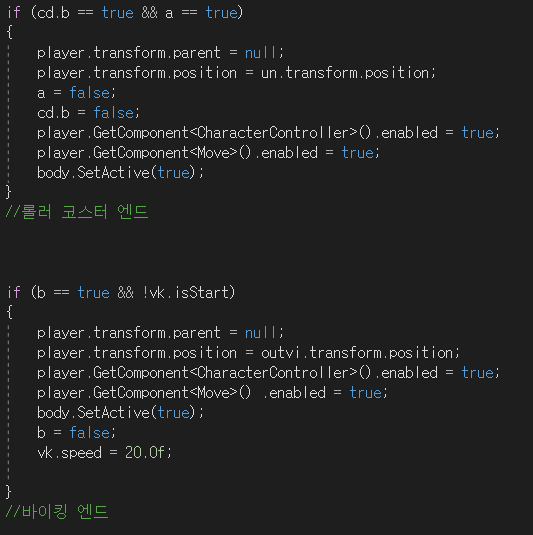 if (cd.b == true && a == true)
{
player.transform.parent = null;
player.transform.position = un.transform.position;
a = false;
cd.b = false;
player.GetComponent<CharacterController>().enabled = true;
player.GetComponent<Move>().enabled = true;
body.SetActive(true);
}
//롤러 코스터 엔드
if (b == true && !vk.isStart)
{
player.transform.parent = null;
player.transform.position = outvi.transform.position;
player.GetComponent<CharacterController>().enabled = true;
player.GetComponent<Move>() .enabled = true;
body.SetActive(true);
b = false;
vk.speed = 20.0f;
}
//바이킹 엔드